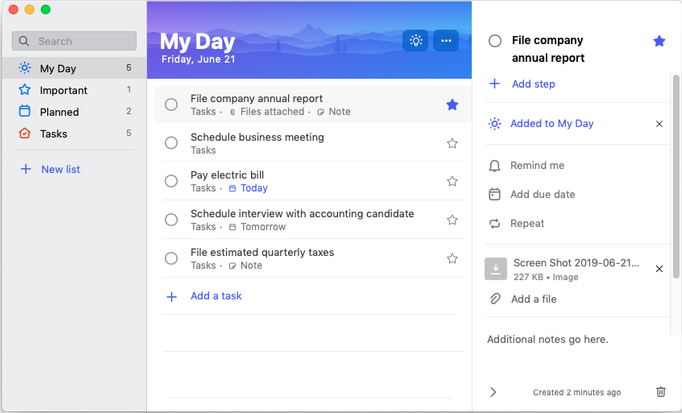 Search
My Day 5
Important 1
Planned 2
Tasks 5
New list
My Day
Friday, June 21
File company annual report
Tasks · Files attached · Note
Schedule business meeting
Tasks
Pay electric bill
Tasks · Today
Schedule interview with accounting candidate
Tasks · Tomorrow
File estimated quarterly taxes
Tasks · Note
Add a task
File company
annual report
Add step
Added to My Day
Remind me
Add due date
Repeat
Screen Shot 2019-06-21...
227 KB • Image
Add a file
Additional notes go here.
Created 2 minutes ago